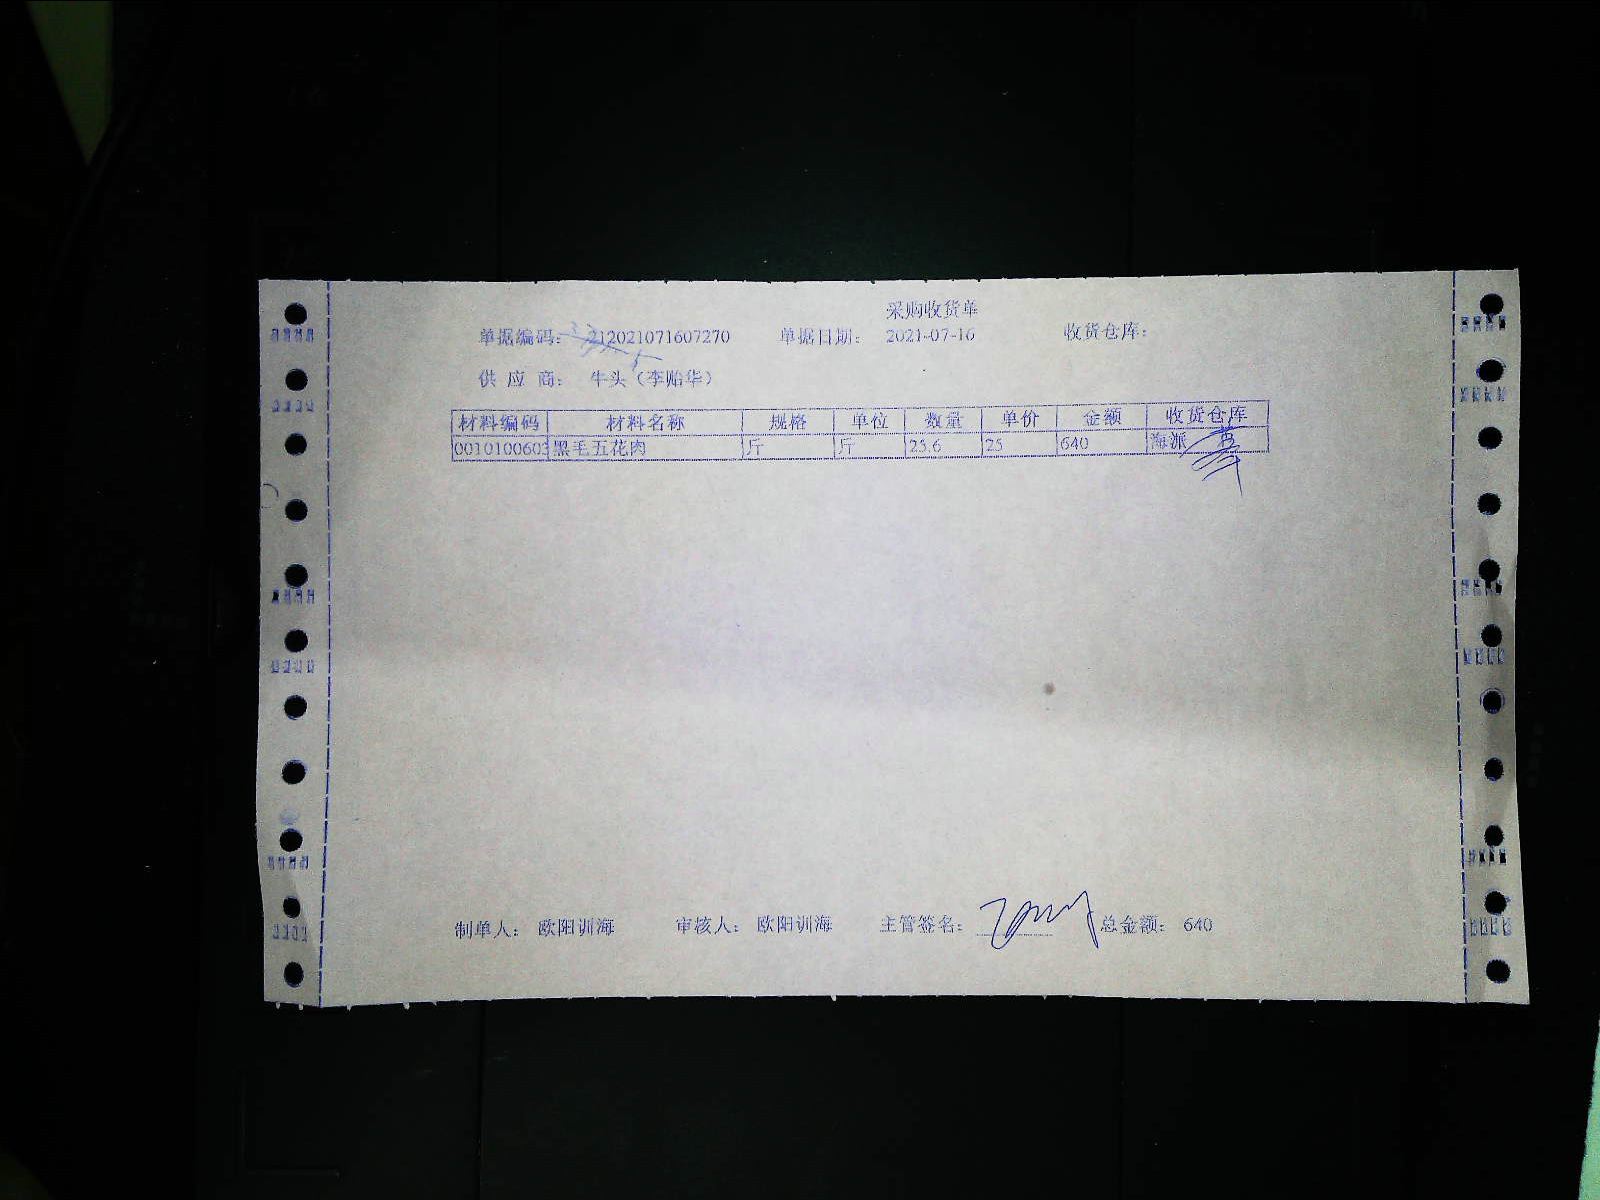 采购收货单
单据编码： 212021071607270 单据日期： 2021-07-16 收货仓库：
供 应 商： 牛头（李贻华）
材料编码 材料名称 规格 单位 数量 单价 金额 收货仓库
0010100603 黑毛五花肉 斤 斤 25.6 25 640 海派
制单人： 欧阳训海 审核人： 欧阳训海 主管签名： 总金额： 640